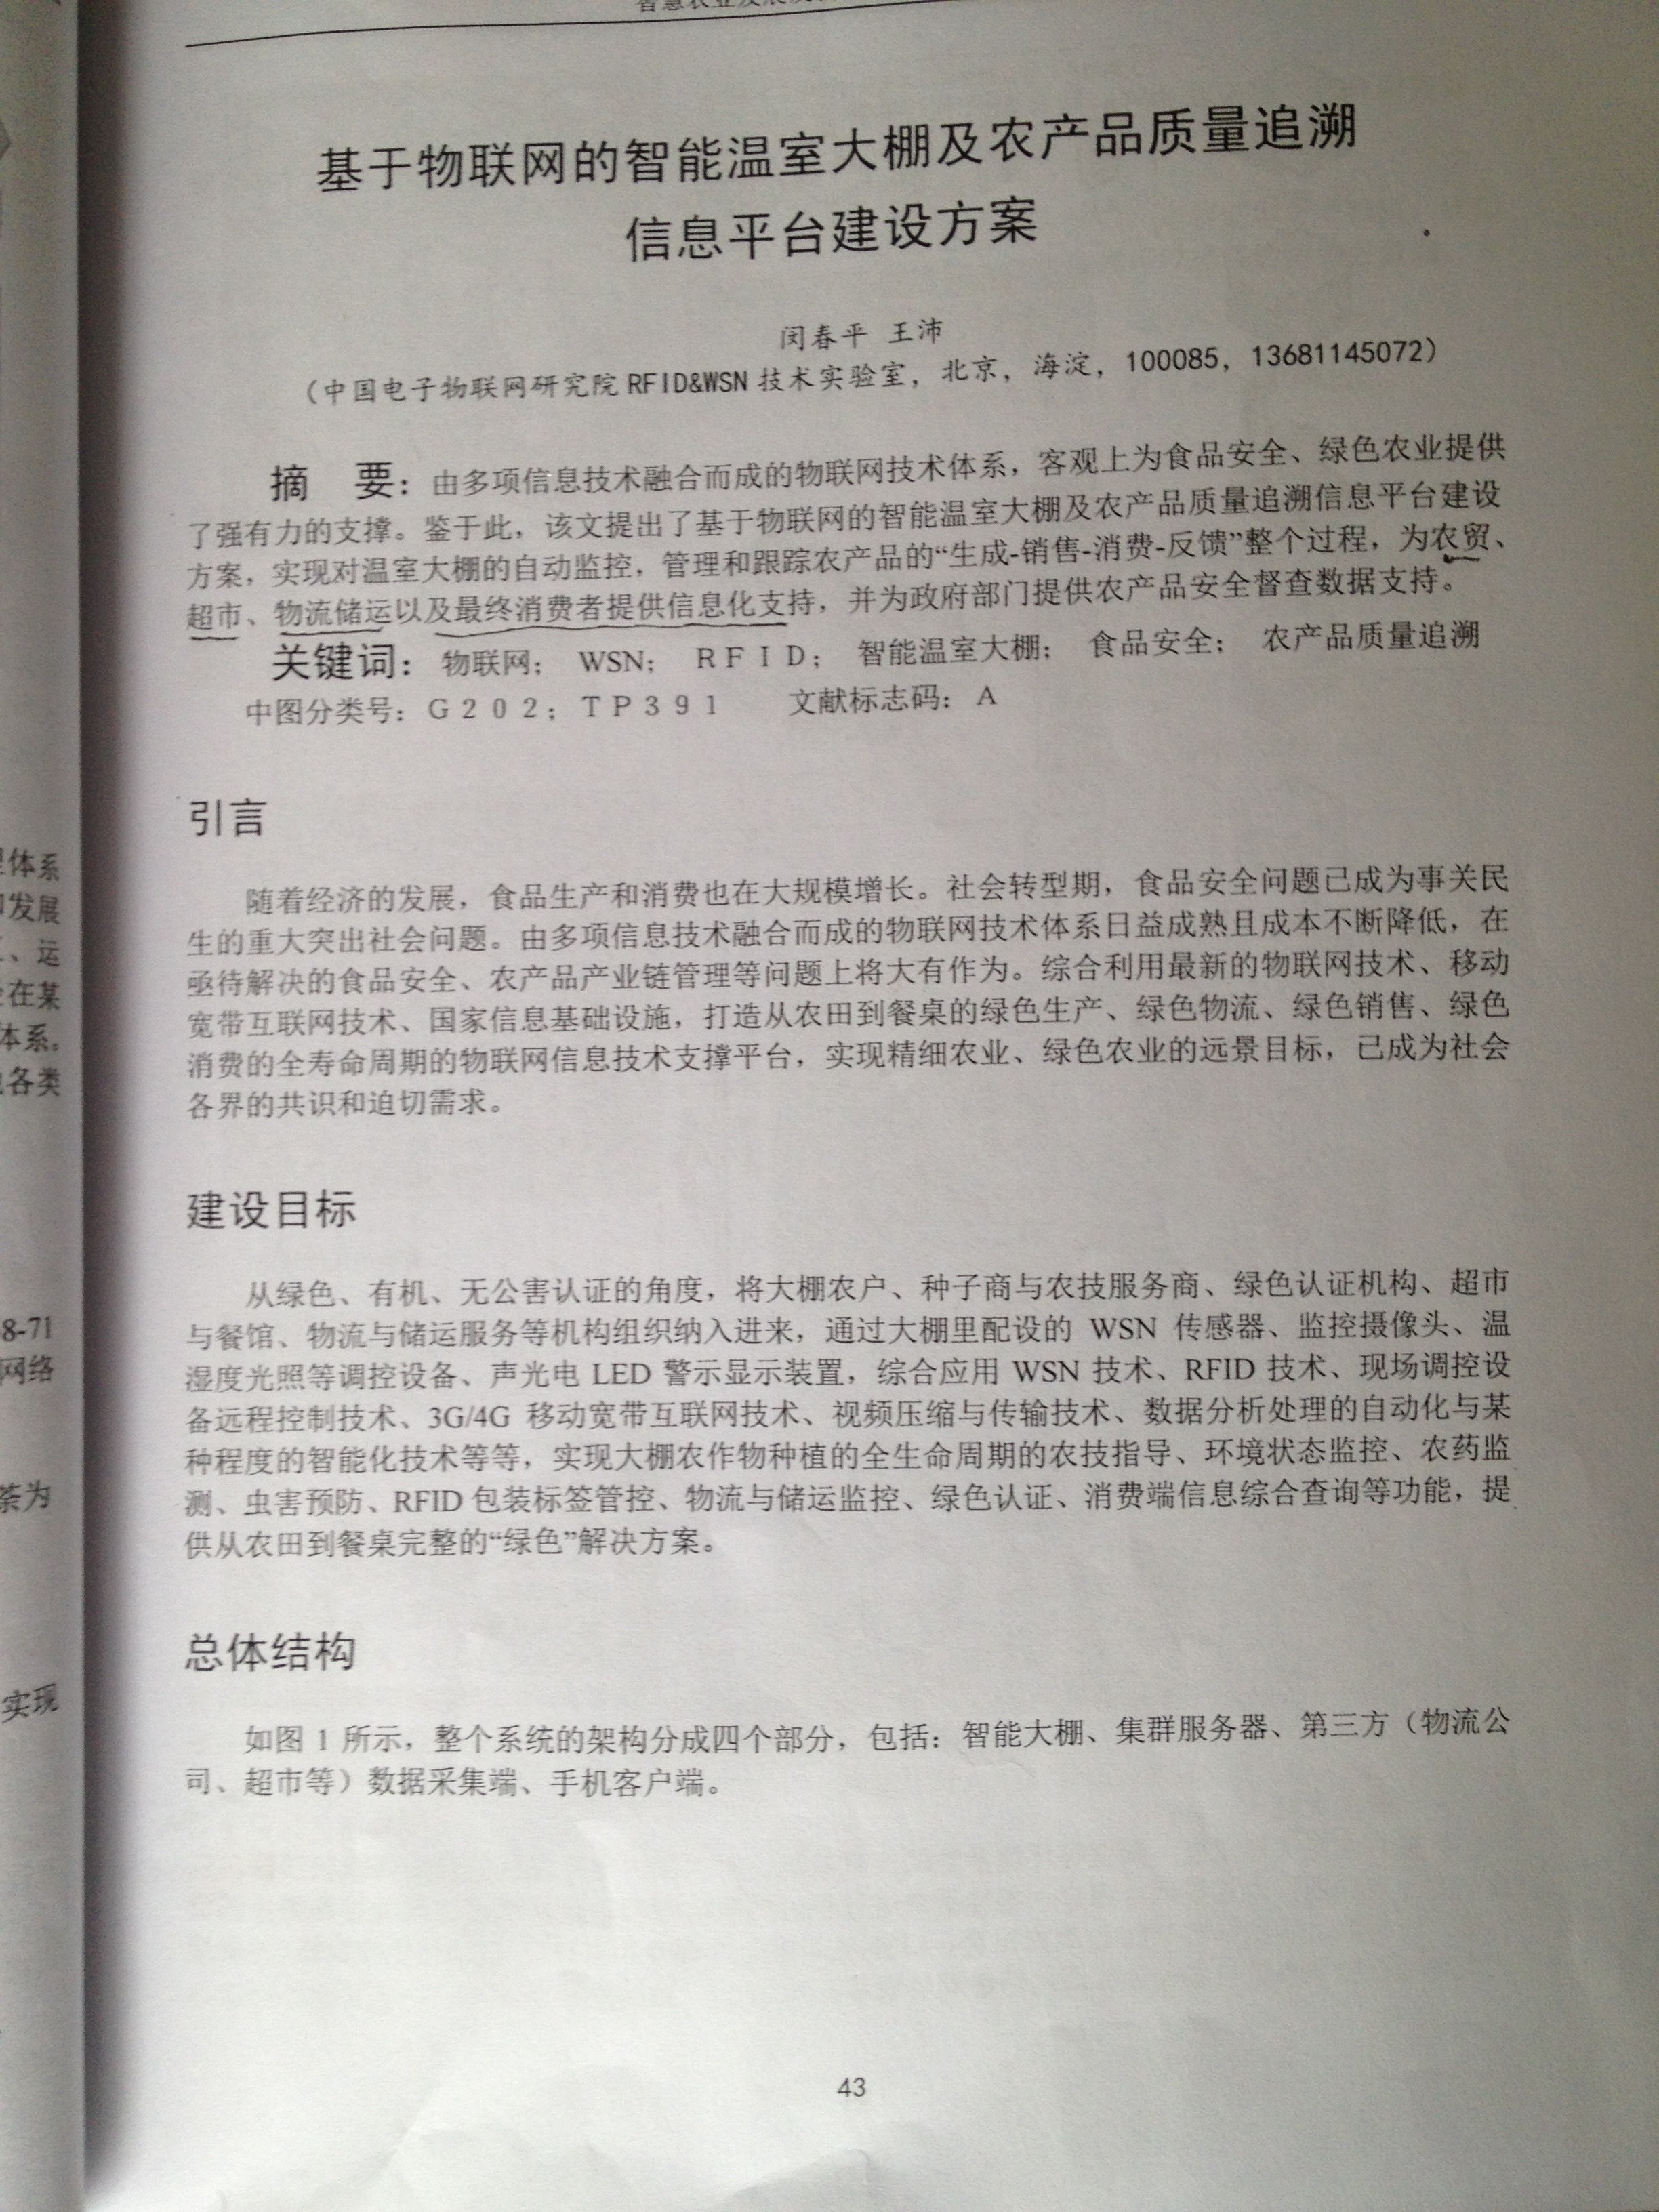 智慧农业发展
基于物联网的智能温室大棚及农产品质量追溯
信息平台建设方案
闵春平 王沛
（中国电子物联网研究院 RFID&WSN 技术实验室，北京，海淀，100085，13681145072）
摘 要：由多项信息技术融合而成的物联网技术体系，客观上为食品安全、绿色农业提供
了强有力的支撑。鉴于此，该文提出了基于物联网的智能温室大棚及农产品质量追溯信息平台建设
方案，实现对温室大棚的自动监控，管理和跟踪农产品的“生成-销售-消费-反馈”整个过程，为农贸、
超市、物流储运以及最终消费者提供信息化支持，并为政府部门提供农产品安全督查数据支持。
关键词：物联网； WSN； ＲＦＩＤ； 智能温室大棚； 食品安全； 农产品质量追溯
中图分类号：Ｇ２０２；ＴＰ３９１ 文献标志码：A
引言
随着经济的发展，食品生产和消费也在大规模增长。社会转型期，食品安全问题已成为事关民
生的重大突出社会问题。由多项信息技术融合而成的物联网技术体系日益成熟且成本不断降低，在
亟待解决的食品安全、农产品产业链管理等问题上将大有作为。综合利用最新的物联网技术、移动
宽带互联网技术、国家信息基础设施，打造从农田到餐桌的绿色生产、绿色物流、绿色销售、绿色
消费的全寿命周期的物联网信息技术支撑平台，实现精细农业、绿色农业的远景目标，已成为社会
各界的共识和迫切需求。
建设目标
从绿色、有机、无公害认证的角度，将大棚农户、种子商与农技服务商、绿色认证机构、超市
与餐馆、物流与储运服务等机构组织纳入进来，通过大棚里配设的 WSN 传感器、监控摄像头、温
湿度光照等调控设备、声光电 LED 警示显示装置，综合应用 WSN 技术、RFID 技术、现场调控设
备远程控制技术、3G/4G 移动宽带互联网技术、视频压缩与传输技术、数据分析处理的自动化与某
种程度的智能化技术等等，实现大棚农作物种植的全生命周期的农技指导、环境状态监控、农药监
测、虫害预防、RFID 包装标签管控、物流与储运监控、绿色认证、消费端信息综合查询等功能，提
供从农田到餐桌完整的“绿色”解决方案。
总体结构
如图 1 所示，整个系统的架构分成四个部分，包括：智能大棚、集群服务器、第三方（物流公
司、超市等）数据采集端、手机客户端。
43
体系
发展
、运
在某
体系。
各类
8-71
网络
茶为
实现